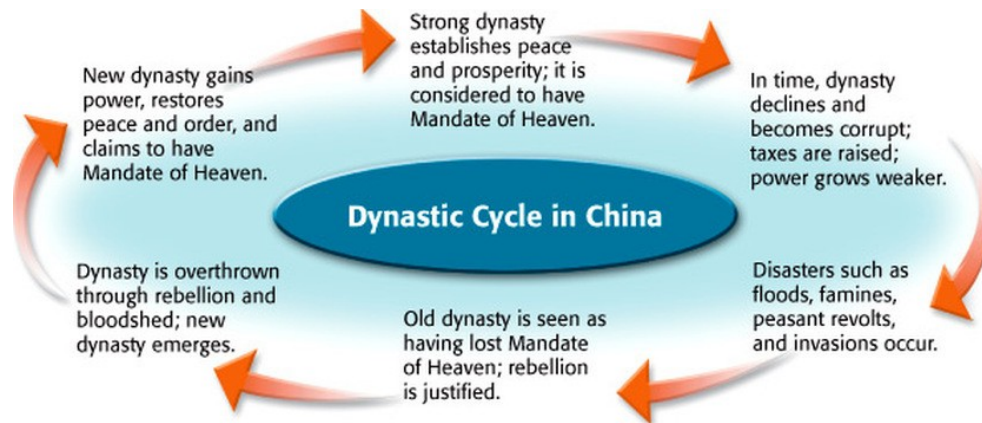 Strong dynasty
establishes peace
and prosperity; it is
considered to have
Mandate of Heaven.
In time, dynasty
declines and
becomes corrupt;
taxes are raised;
power grows weaker.
Disasters such as
floods, famines,
peasant revolts,
and invasions occur.
Old dynasty is seen as
having lost Mandate
of Heaven; rebellion
is justified.
Dynasty is overthrown
through rebellion and
bloodshed; new
dynasty emerges.
New dynasty gains
power, restores
peace and order, and
claims to have
Mandate of Heaven.
Dynastic Cycle in China